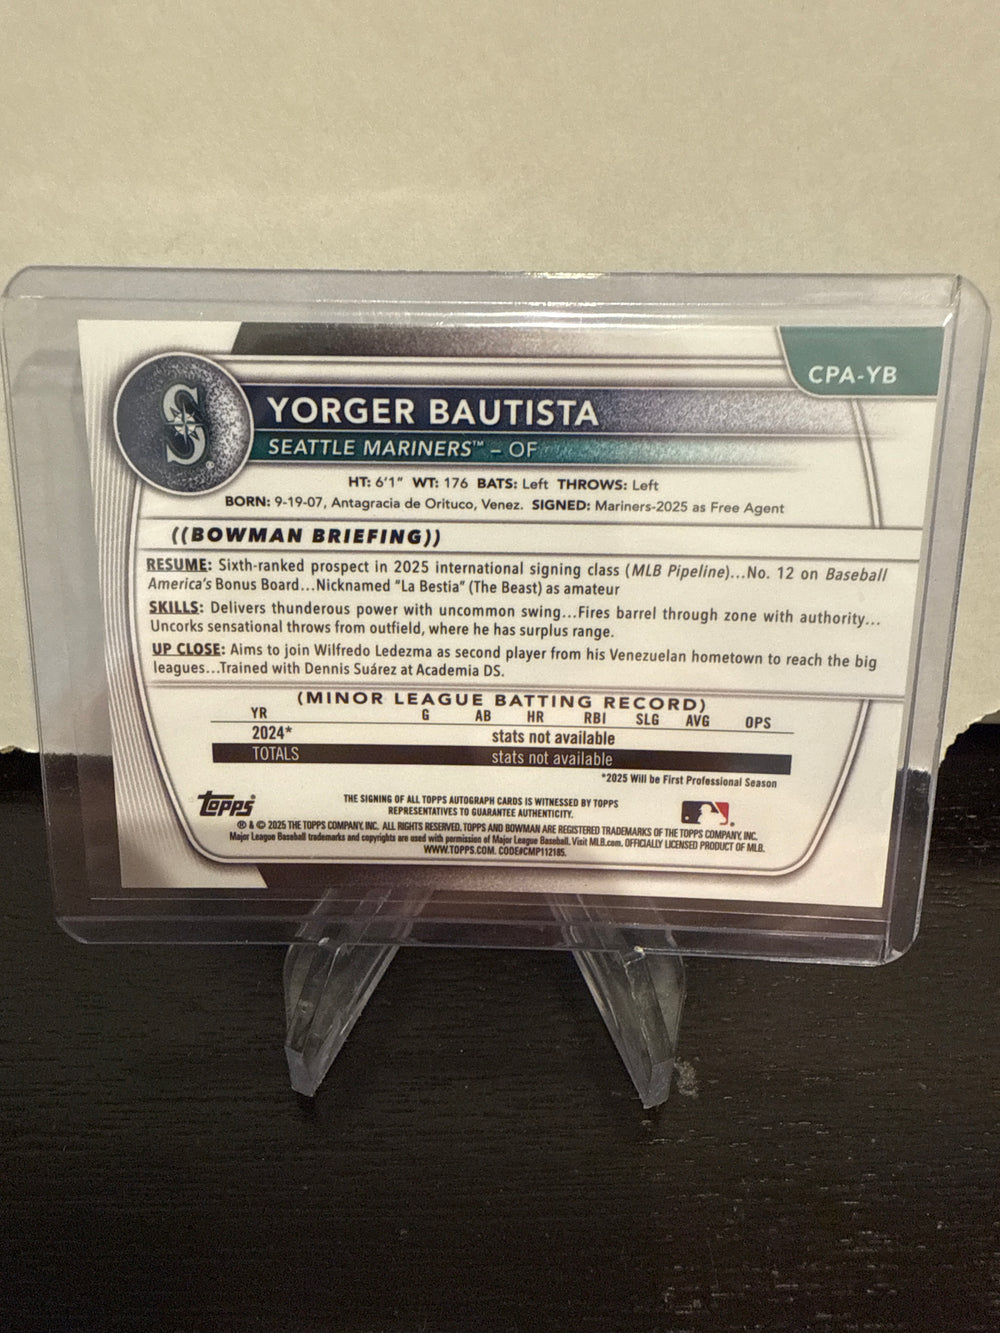 CPA-YB
S
YORGER BAUTISTA
SEATTLE MARINERS™ – OF
HT: 6'1" WT: 176 BATS: Left THROWS: Left
BORN: 9-19-07, Antagracia de Orituco, Venez. SIGNED: Mariners-2025 as Free Agent
((BOWMAN BRIEFING))
RESUME: Sixth-ranked prospect in 2025 international signing class (MLB Pipeline)...No. 12 on Baseball
America's Bonus Board...Nicknamed "La Bestia" (The Beast) as amateur
SKILLS: Delivers thunderous power with uncommon swing...Fires barrel through zone with authority...
Uncorks sensational throws from outfield, where he has surplus range.
UP CLOSE: Aims to join Wilfredo Ledezma as second player from his Venezuelan hometown to reach the big
leagues...Trained with Dennis Suárez at Academia DS.
(MINOR LEAGUE BATTING RECORD)
YR G AB HR RBI SLG AVG OPS
2024* stats not available
TOTALS stats not available
*2025 Will be First Professional Season
TOPPS
THE SIGNING OF ALL TOPPS AUTOGRAPH CARDS IS WITNESSED BY TOPPS
REPRESENTATIVES TO GUARANTEE AUTHENTICITY.
® & © 2025 THE TOPPS COMPANY, INC. ALL RIGHTS RESERVED. TOPPS AND BOWMAN ARE REGISTERED TRADEMARKS OF THE TOPPS COMPANY, INC.
Major League Baseball trademarks and copyrights are used with permission of Major League Baseball. Visit MLB.com. OFFICIALLY LICENSED PRODUCT OF MLB.
WWW.TOPPS.COM. CODE#CMP112185.